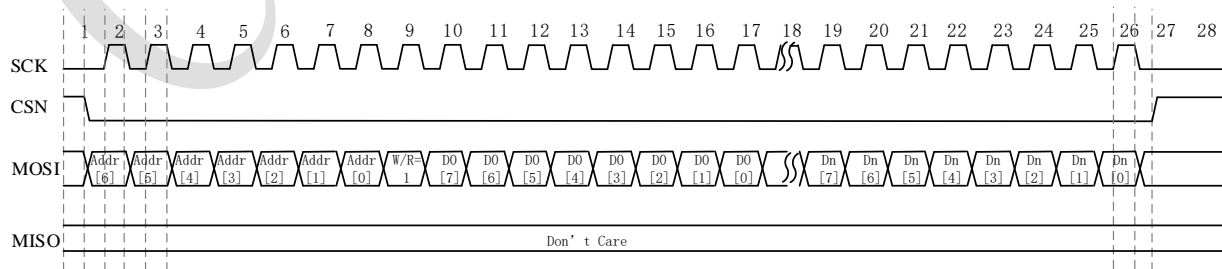 1 2 3 4 5 6 7 8 9 10 11 12 13 14 15 16 17 18 19 20 21 22 23 24 25 26 27 28
SCK
CSN
MOSI
Addr Addr Addr Addr Addr Addr Addr W/R= D0 D0 D0 D0 D0 D0 D0 D0 Dn Dn Dn Dn Dn Dn Dn Dn
[6] [5] [4] [3] [2] [1] [0] 1 [7] [6] [5] [4] [3] [2] [1] [0] [7] [6] [5] [4] [3] [2] [1] [0]
MISO Don't Care